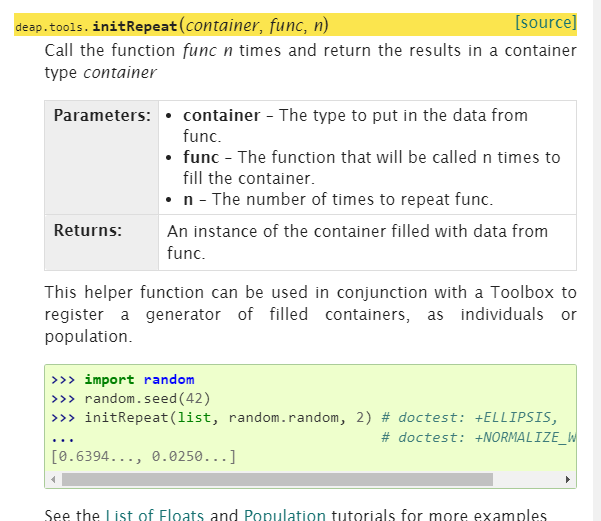 deap.tools.initRepeat(container, func, n) [source]
Call the function func n times and return the results in a container
type container
Parameters: • container – The type to put in the data from
func.
• func – The function that will be called n times to
fill the container.
• n – The number of times to repeat func.
Returns: An instance of the container filled with data from
func.
This helper function can be used in conjunction with a Toolbox to
register a generator of filled containers, as individuals or
population.
>>> import random
>>> random.seed(42)
>>> initRepeat(list, random.random, 2) # doctest: +ELLIPSIS,
... # doctest: +NORMALIZE_W
[0.6394..., 0.0250...]
See the List of Floats and Population tutorials for more examples